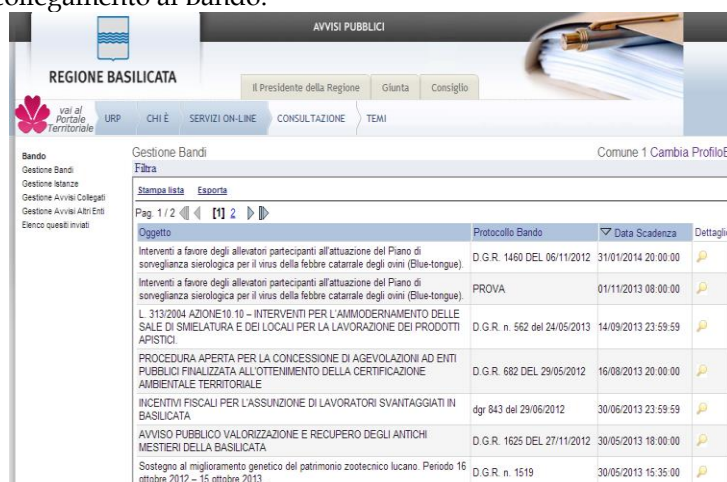 collegamento al Bando.
AVVISI PUBBLICI
REGIONE BASILICATA
Il Presidente della Regione Giunta Consiglio
vai al
Portale
Territoriale
URP CHI È SERVIZI ON-LINE CONSULTAZIONE TEMI
Bando
Gestione Bandi
Gestione Istanze
Gestione Avvisi Collegati
Gestione Avvisi Altri Enti
Elenco quesiti inviati
Gestione Bandi Comune 1 Cambia Profilo
Filtra
Stampa lista Esporta
Pag. 1 / 2 [1] 2
Oggetto Protocollo Bando Data Scadenza Dettaglio
Interventi a favore degli allevatori partecipanti all'attuazione del Piano di
sorveglianza sierologica per il virus della febbre catarrale degli ovini (Blue-tongue). D.G.R. 1460 DEL 06/11/2012 31/01/2014 20:00:00
Interventi a favore degli allevatori partecipanti all'attuazione del Piano di
sorveglianza sierologica per il virus della febbre catarrale degli ovini (Blue-tongue). PROVA 01/11/2013 08:00:00
L. 313/2004 AZIONE10.10 – INTERVENTI PER L'AMMODERNAMENTO DELLE
SALE DI SMIELATURA E DEI LOCALI PER LA LAVORAZIONE DEI PRODOTTI
APISTICI. D.G.R. n. 562 del 24/05/2013 14/09/2013 23:59:59
PROCEDURA APERTA PER LA CONCESSIONE DI AGEVOLAZIONI AD ENTI
PUBBLICI FINALIZZATA ALL'OTTENIMENTO DELLA CERTIFICAZIONE
AMBIENTALE TERRITORIALE D.G.R. 682 DEL 29/05/2012 16/08/2013 20:00:00
INCENTIVI FISCALI PER L'ASSUNZIONE DI LAVORATORI SVANTAGGIATI IN
BASILICATA dgr 843 del 29/06/2012 30/06/2013 23:59:59
AVVISO PUBBLICO VALORIZZAZIONE E RECUPERO DEGLI ANTICHI
MESTIERI DELLA BASILICATA D.G.R. 1625 DEL 27/11/2012 30/05/2013 18:00:00
Sostegno al miglioramento genetico del patrimonio zootecnico lucano. Periodo 16
ottobre 2012 – 15 ottobre 2013. D.G.R. n. 1519 30/05/2013 15:35:00